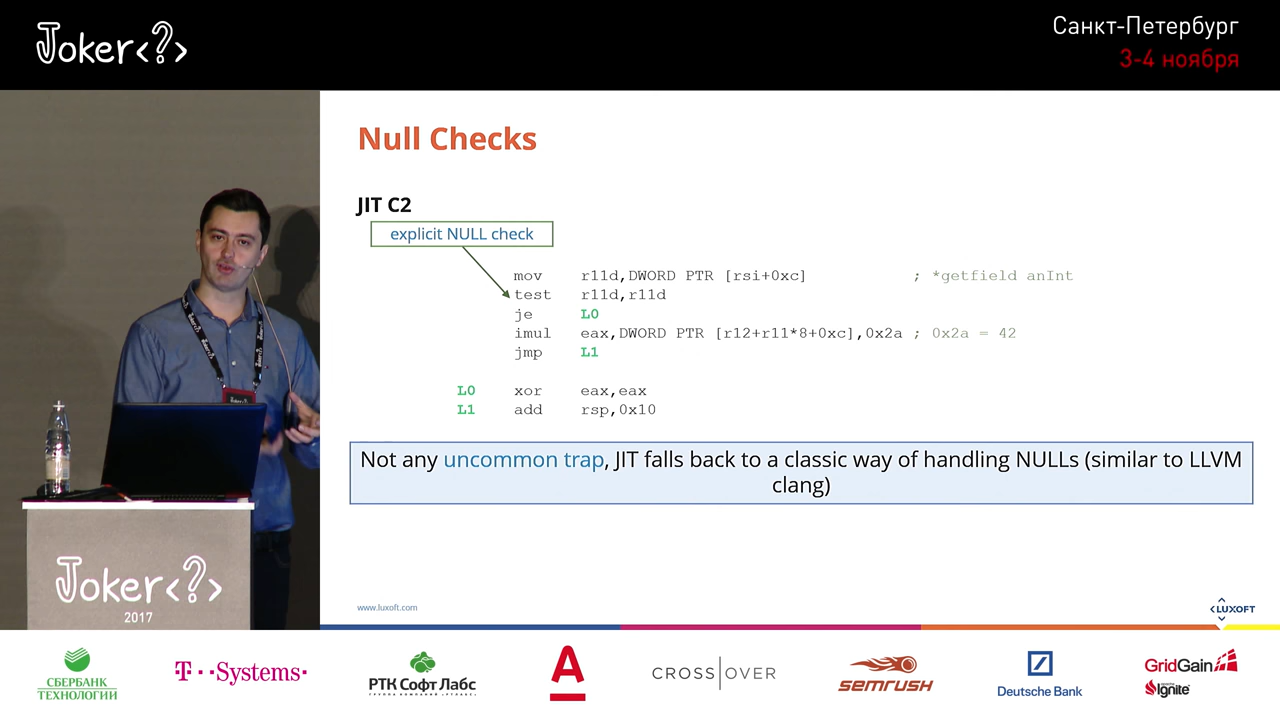 Joker<?>
Санкт-Петербург
3-4 ноября
Null Checks
JIT C2
explicit NULL check
mov r11d,DWORD PTR [rsi+0xc] ; *getfield anInt
test r11d,r11d
je L0
imul eax,DWORD PTR [r12+r11*8+0xc],0x2a ; 0x2a = 42
jmp L1
L0 xor eax,eax
L1 add rsp,0x10
Not any uncommon trap, JIT falls back to a classic way of handling NULLs (similar to LLVM
clang)
www.luxoft.com
LUXOFT
Joker<?>
2017
СБЕРБАНК
ТЕХНОЛОГИИ
T··Systems·
РТК Софт Лабс
А
CROSSOVER
semrush
Deutsche Bank
GridGain
Ignite